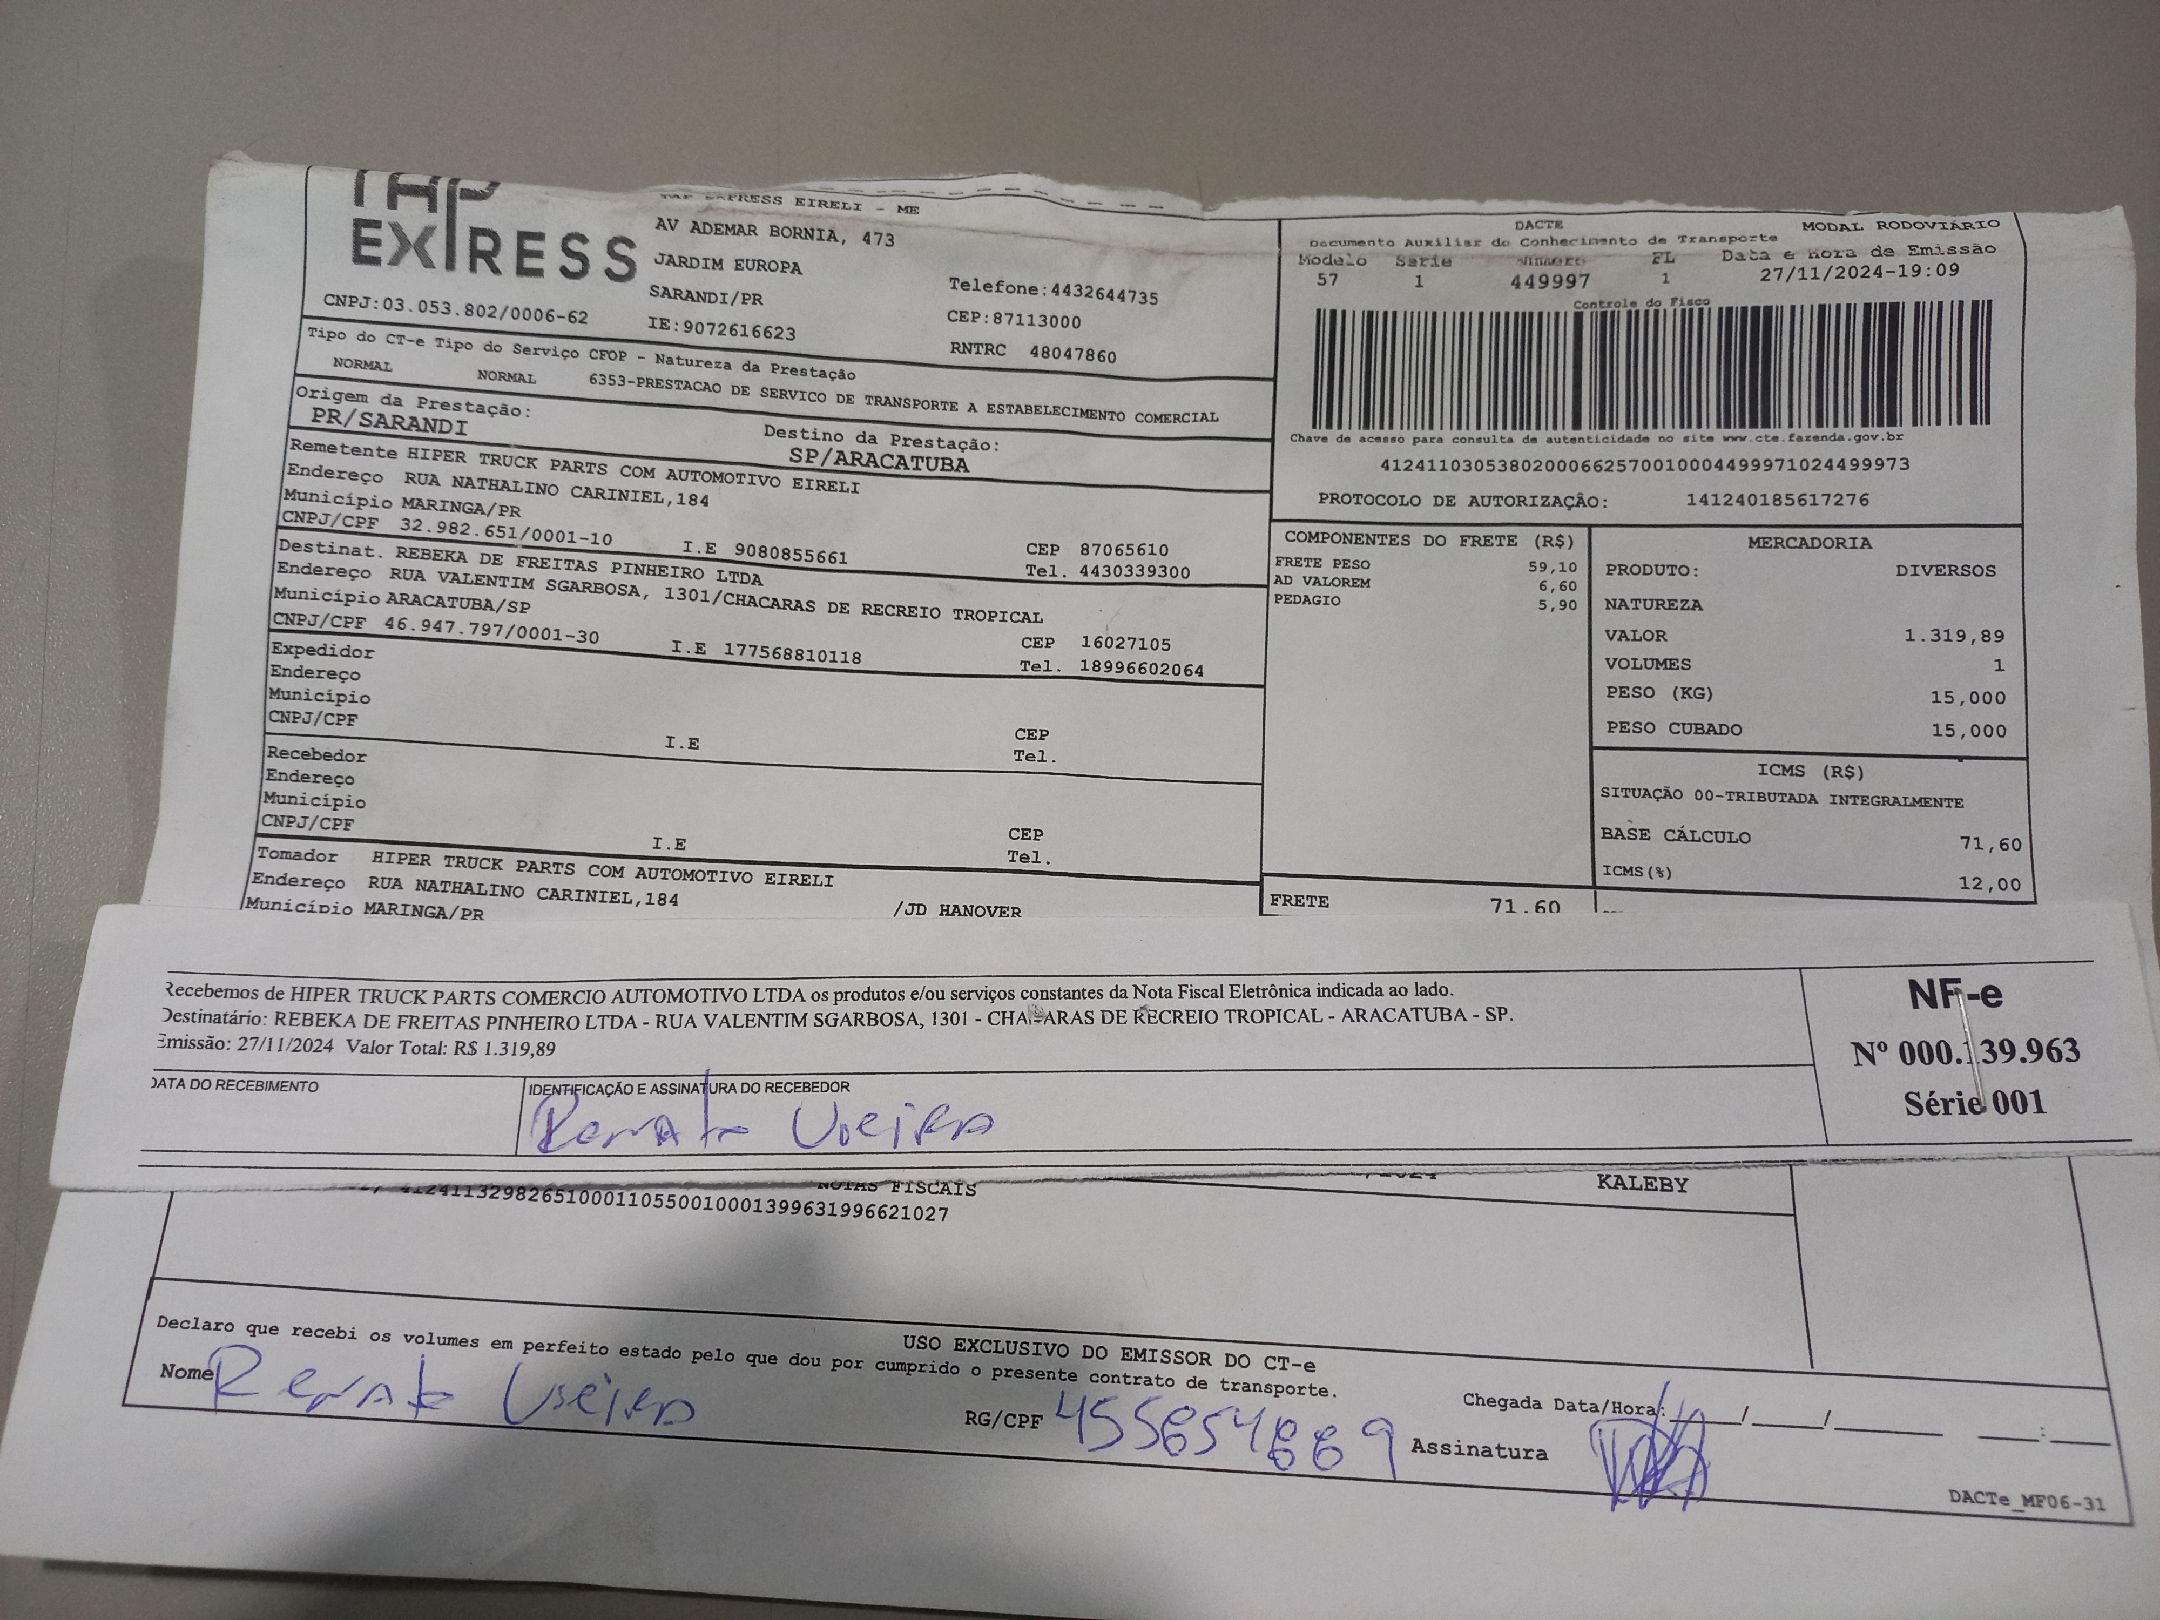 TAP
EXPRESS
TAP EXPRESS EIRELI - ME
AV ADEMAR BORNIA, 473
JARDIM EUROPA
SARANDI/PR
Telefone:4432644735
CNPJ:03.053.802/0006-62
IE:9072616623
CEP:87113000
RNTRC 48047860
DACTE
MODAL RODOVIÁRIO
Documento Auxiliar do Conhecimento de Transporte
Modelo Serie Número FL Data e Hora de Emissão
57 1 449997 1 27/11/2024-19:09
Controle do Fisco
Chave de acesso para consulta de autenticidade no site www.cte.fazenda.gov.br
41241103053802000662570010004499971024499973
PROTOCOLO DE AUTORIZAÇÃO: 141240185617276
Tipo do CT-e Tipo do Serviço CFOP - Natureza da Prestação
NORMAL NORMAL 6353-PRESTACAO DE SERVICO DE TRANSPORTE A ESTABELECIMENTO COMERCIAL
Origem da Prestação:
PR/SARANDI
Destino da Prestação:
SP/ARACATUBA
Remetente HIPER TRUCK PARTS COM AUTOMOTIVO EIRELI
Endereço RUA NATHALINO CARINIEL,184
Município MARINGA/PR
CNPJ/CPF 32.982.651/0001-10 I.E 9080855661
CEP 87065610
Tel. 4430339300
Destinat. REBEKA DE FREITAS PINHEIRO LTDA
Endereço RUA VALENTIM SGARBOSA, 1301/CHACARAS DE RECREIO TROPICAL
Município ARACATUBA/SP
CNPJ/CPF 46.947.797/0001-30 I.E 177568810118
CEP 16027105
Tel. 18996602064
Expedidor
Endereço
Município
CNPJ/CPF
I.E
CEP
Tel.
Recebedor
Endereço
Município
CNPJ/CPF
I.E
CEP
Tel.
Tomador HIPER TRUCK PARTS COM AUTOMOTIVO EIRELI
Endereço RUA NATHALINO CARINIEL,184
/JD HANOVER
Município MARINGA/PR
COMPONENTES DO FRETE (R$)
FRETE PESO 59,10
AD VALOREM 6,60
PEDAGIO 5,90
FRETE 71.60
MERCADORIA
PRODUTO: DIVERSOS
NATUREZA
VALOR 1.319,89
VOLUMES 1
PESO (KG) 15,000
PESO CUBADO 15,000
ICMS (R$)
SITUAÇÃO 00-TRIBUTADA INTEGRALMENTE
BASE CÁLCULO 71,60
ICMS(%) 12,00
Recebemos de HIPER TRUCK PARTS COMERCIO AUTOMOTIVO LTDA os produtos e/ou serviços constantes da Nota Fiscal Eletrônica indicada ao lado.
Destinatário: REBEKA DE FREITAS PINHEIRO LTDA - RUA VALENTIM SGARBOSA, 1301 - CHACARAS DE RECREIO TROPICAL - ARACATUBA - SP.
Emissão: 27/11/2024 Valor Total: R$ 1.319,89
DATA DO RECEBIMENTO
IDENTIFICAÇÃO E ASSINATURA DO RECEBEDOR
Renato Vieira
NF-e
Nº 000.139.963
Série 001
NOTAS FISCAIS
KALEBY
41241132982651000110550010001399631996621027
USO EXCLUSIVO DO EMISSOR DO CT-e
Declaro que recebi os volumes em perfeito estado pelo que dou por cumprido o presente contrato de transporte.
Nome Renato Vieira
RG/CPF 455654669
Chegada Data/Hora: ____/____/______ ___:___
Assinatura
DACTe_MF06-31